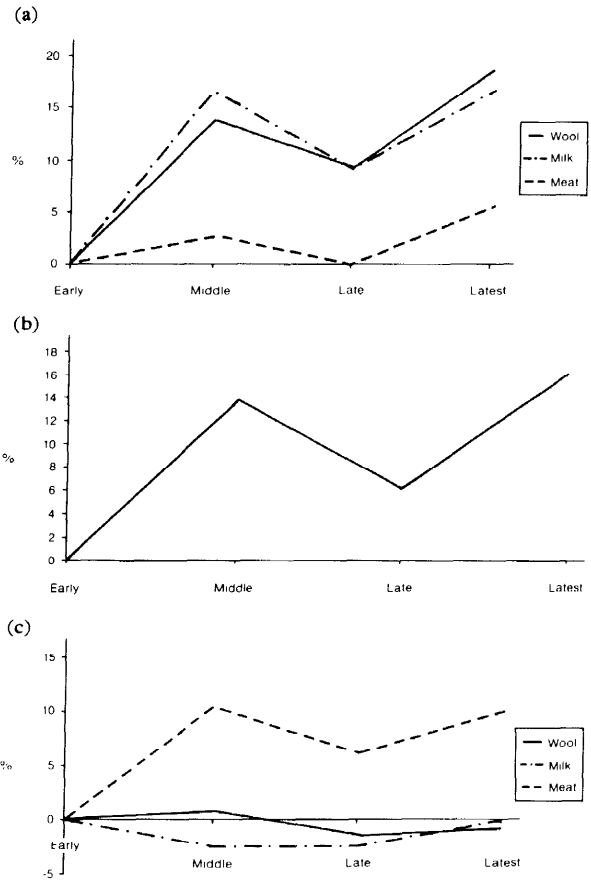 (a)
20
15
10
5
0
%
Early
Middle
Late
Latest
Wool
Milk
Meat
(b)
18
16
14
12
10
8
6
4
2
0
%
Early
Middle
Late
Latest
(c)
15
10
5
0
-5
%
Early
Middle
Late
Latest
Wool
Milk
Meat